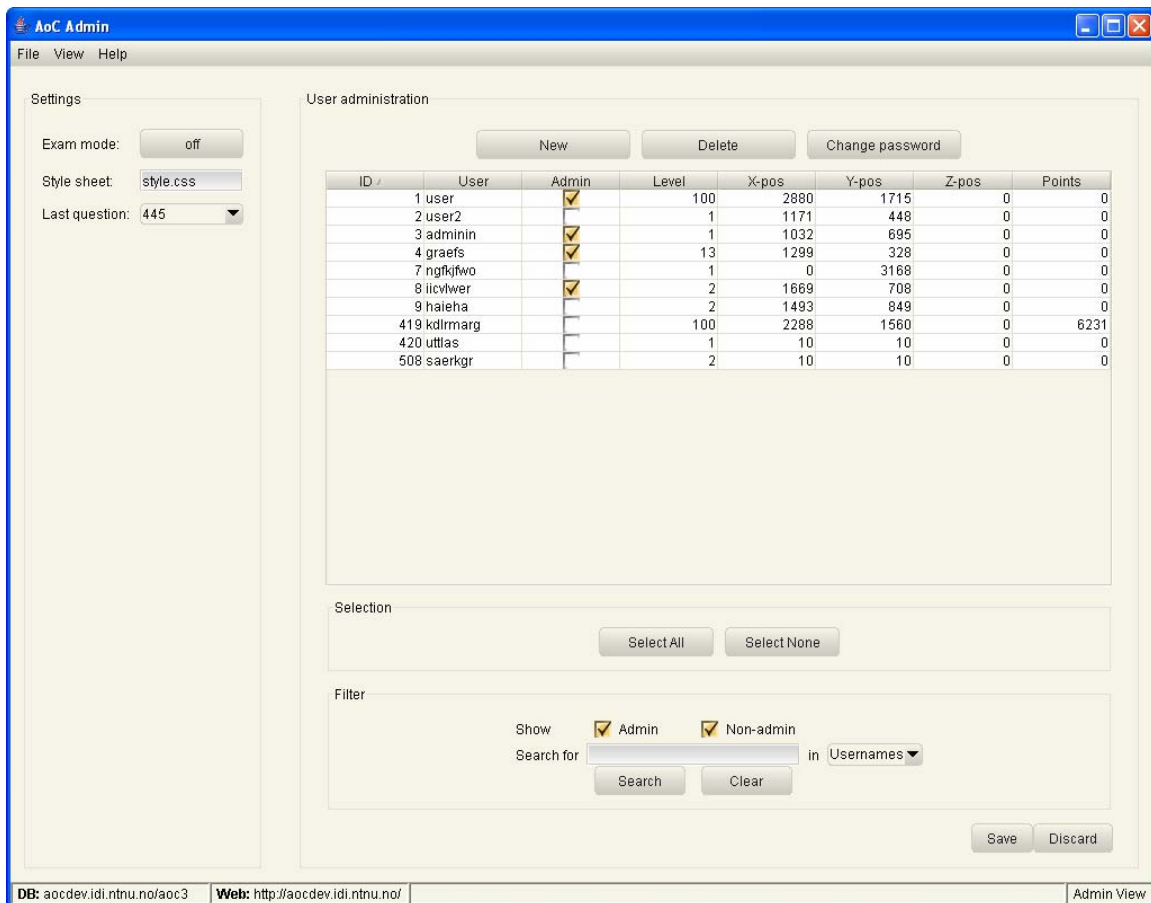 AoC Admin
File View Help
Settings
Exam mode: off
Style sheet: style.css
Last question: 445
User administration
New Delete Change password
ID User Admin Level X-pos Y-pos Z-pos Points
1 user 100 2880 1715 0 0
2 user2 1 1171 448 0 0
3 adminin 1 1032 695 0 0
4 graefs 13 1299 328 0 0
7 ngfkjfwo 1 0 3168 0 0
8 iicvlwer 2 1669 708 0 0
9 haieha 2 1493 849 0 0
419 kdlrmarg 100 2288 1560 0 6231
420 uttlas 1 10 10 0 0
508 saerkgr 2 10 10 0 0
Selection
Select All Select None
Filter
Show Admin Non-admin
Search for in Usernames
Search Clear
Save Discard
DB: aocdev.idi.ntnu.no/aoc3 Web: http://aocdev.idi.ntnu.no/ Admin View